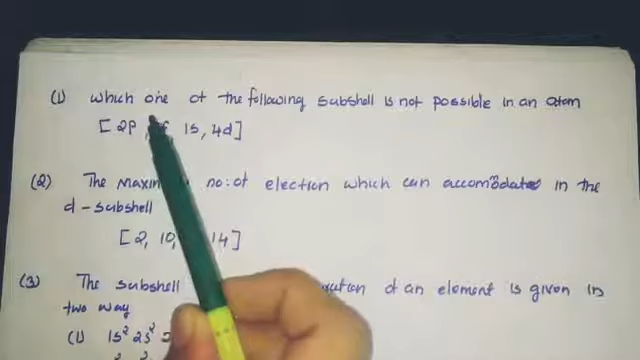 (1) which one of the following subshell is not possible in an atom
[ 2P , 1s, 4d]
(2) The no: of election which can accomodate in the
d - subshell
[ 2, 10, 14 ]
(3) The subshell of an element is given in
two way
(1) 1s² 2s²